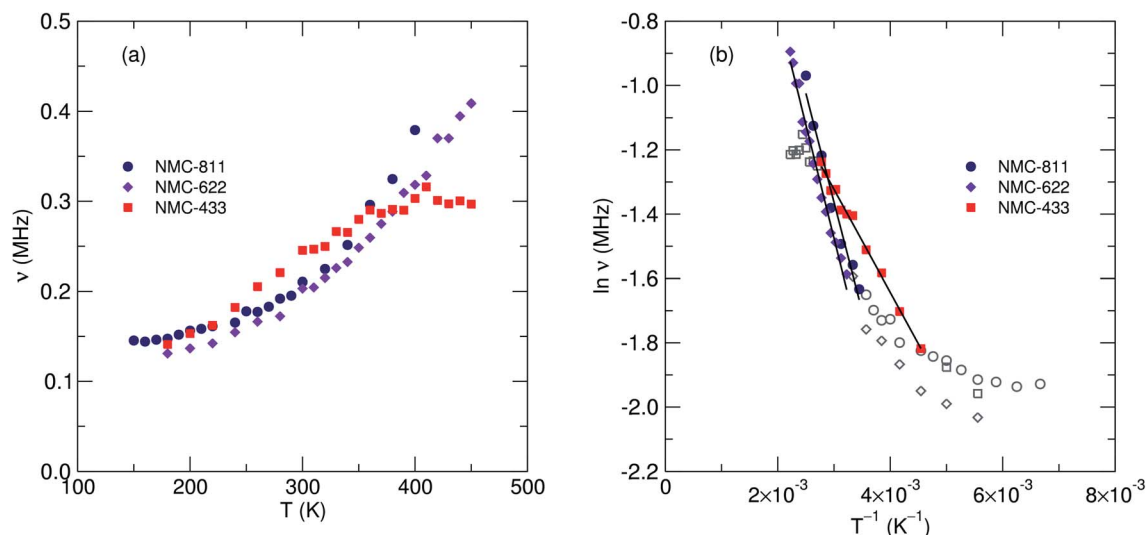 (a)
0.5
0.4
0.3
0.2
0.1
0.0
ν (MHz)
NMC-811
NMC-622
NMC-433
100
200
300
400
500
T (K)
(b)
-0.8
-1.0
-1.2
-1.4
-1.6
-1.8
-2.0
-2.2
ln ν (MHz)
NMC-811
NMC-622
NMC-433
0
2×10⁻³
4×10⁻³
6×10⁻³
8×10⁻³
T⁻¹ (K⁻¹)